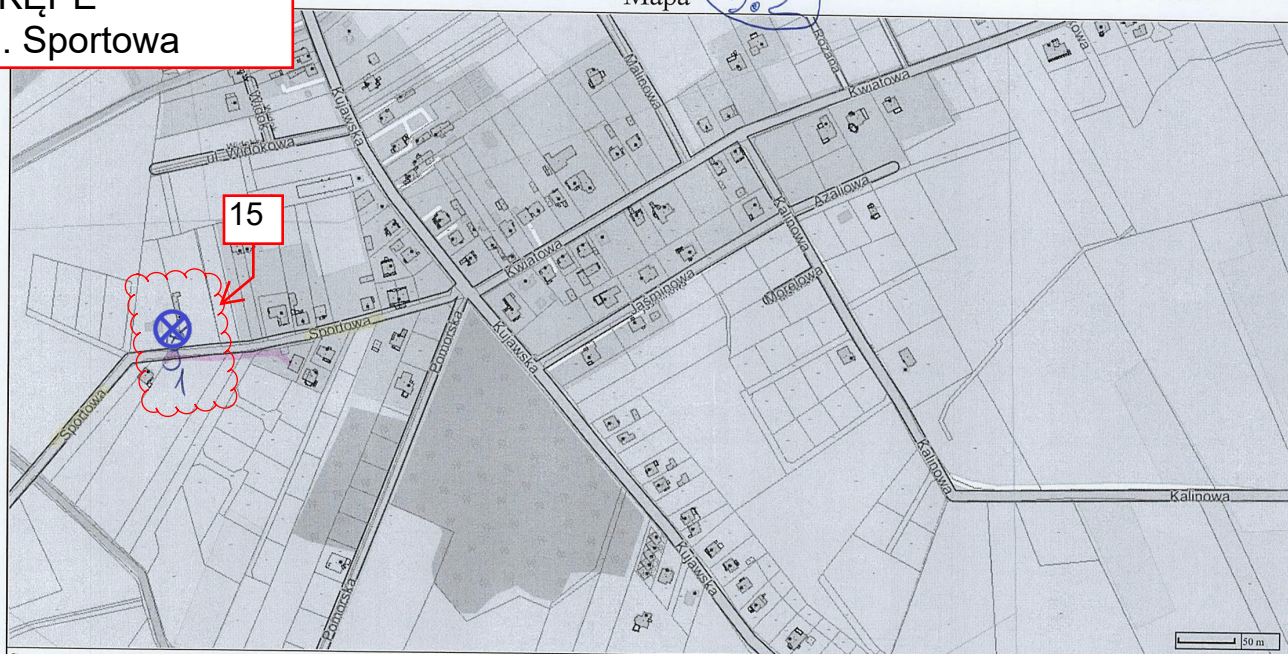 KĘPE
. Sportowa
Mapa
Różana
Malinowa
Kwiatowa
Kujawska
Widok
ul. Widokowa
15
Azaliowa
Kalinowa
Kwiatowa
Morelowa
Jaśminowa
Sportowa
Pomorska
Kujawska
1
Sportowa
Kalinowa
Kalinowa
Kujawska
Pomorska
50 m